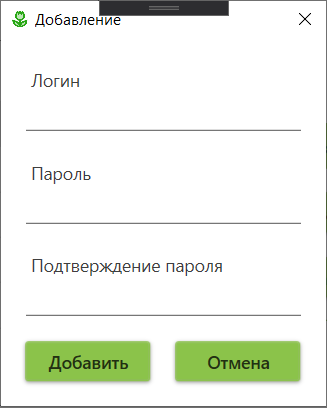 Добавление
Логин
Пароль
Подтверждение пароля
Добавить Отмена